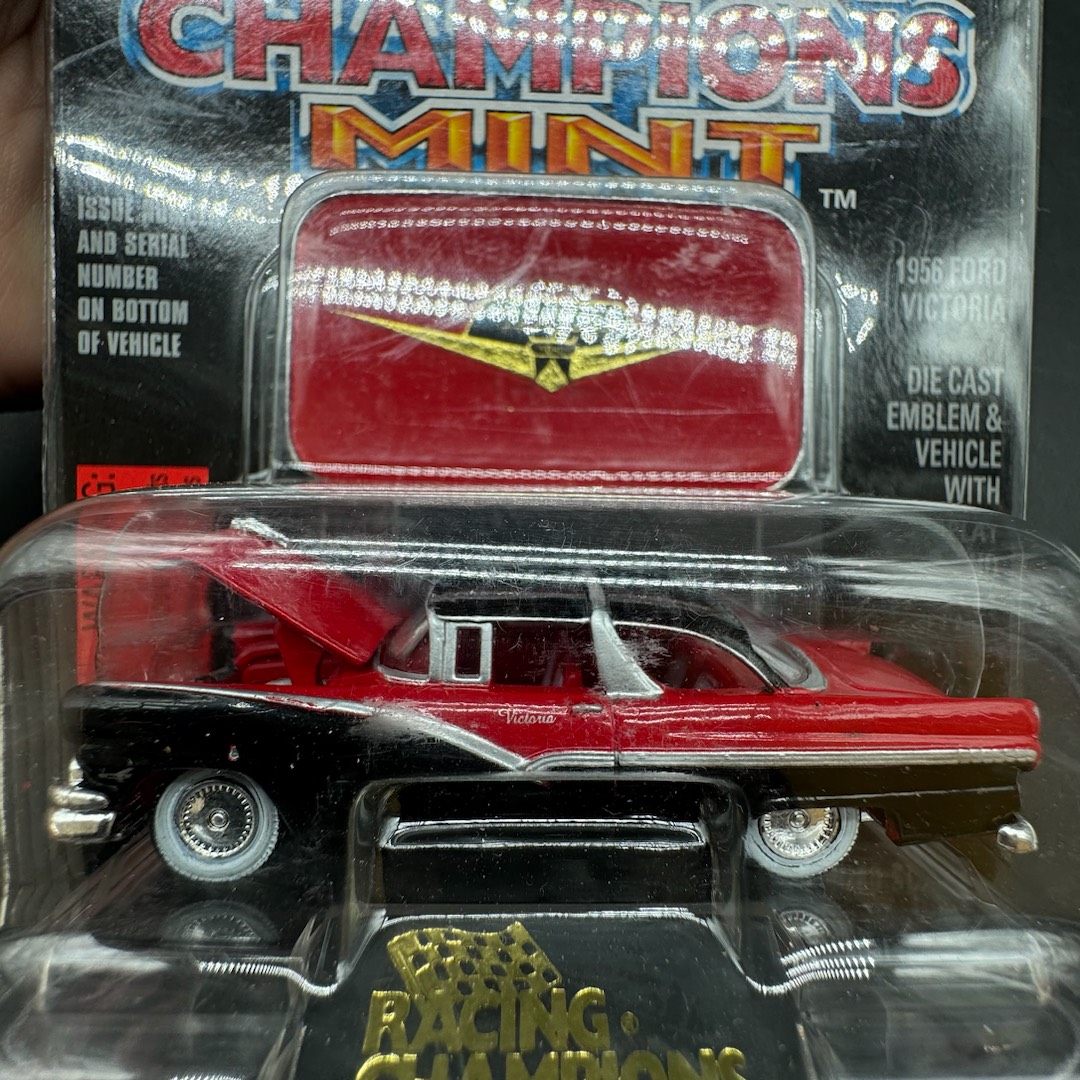 CHAMPIONS
MINT
TM
ISSUE
AND SERIAL
NUMBER
ON BOTTOM
OF VEHICLE
1956 FORD
VICTORIA
DIE CAST
EMBLEM &
VEHICLE
WITH
Victoria
RACING ®
CHAMPIONS